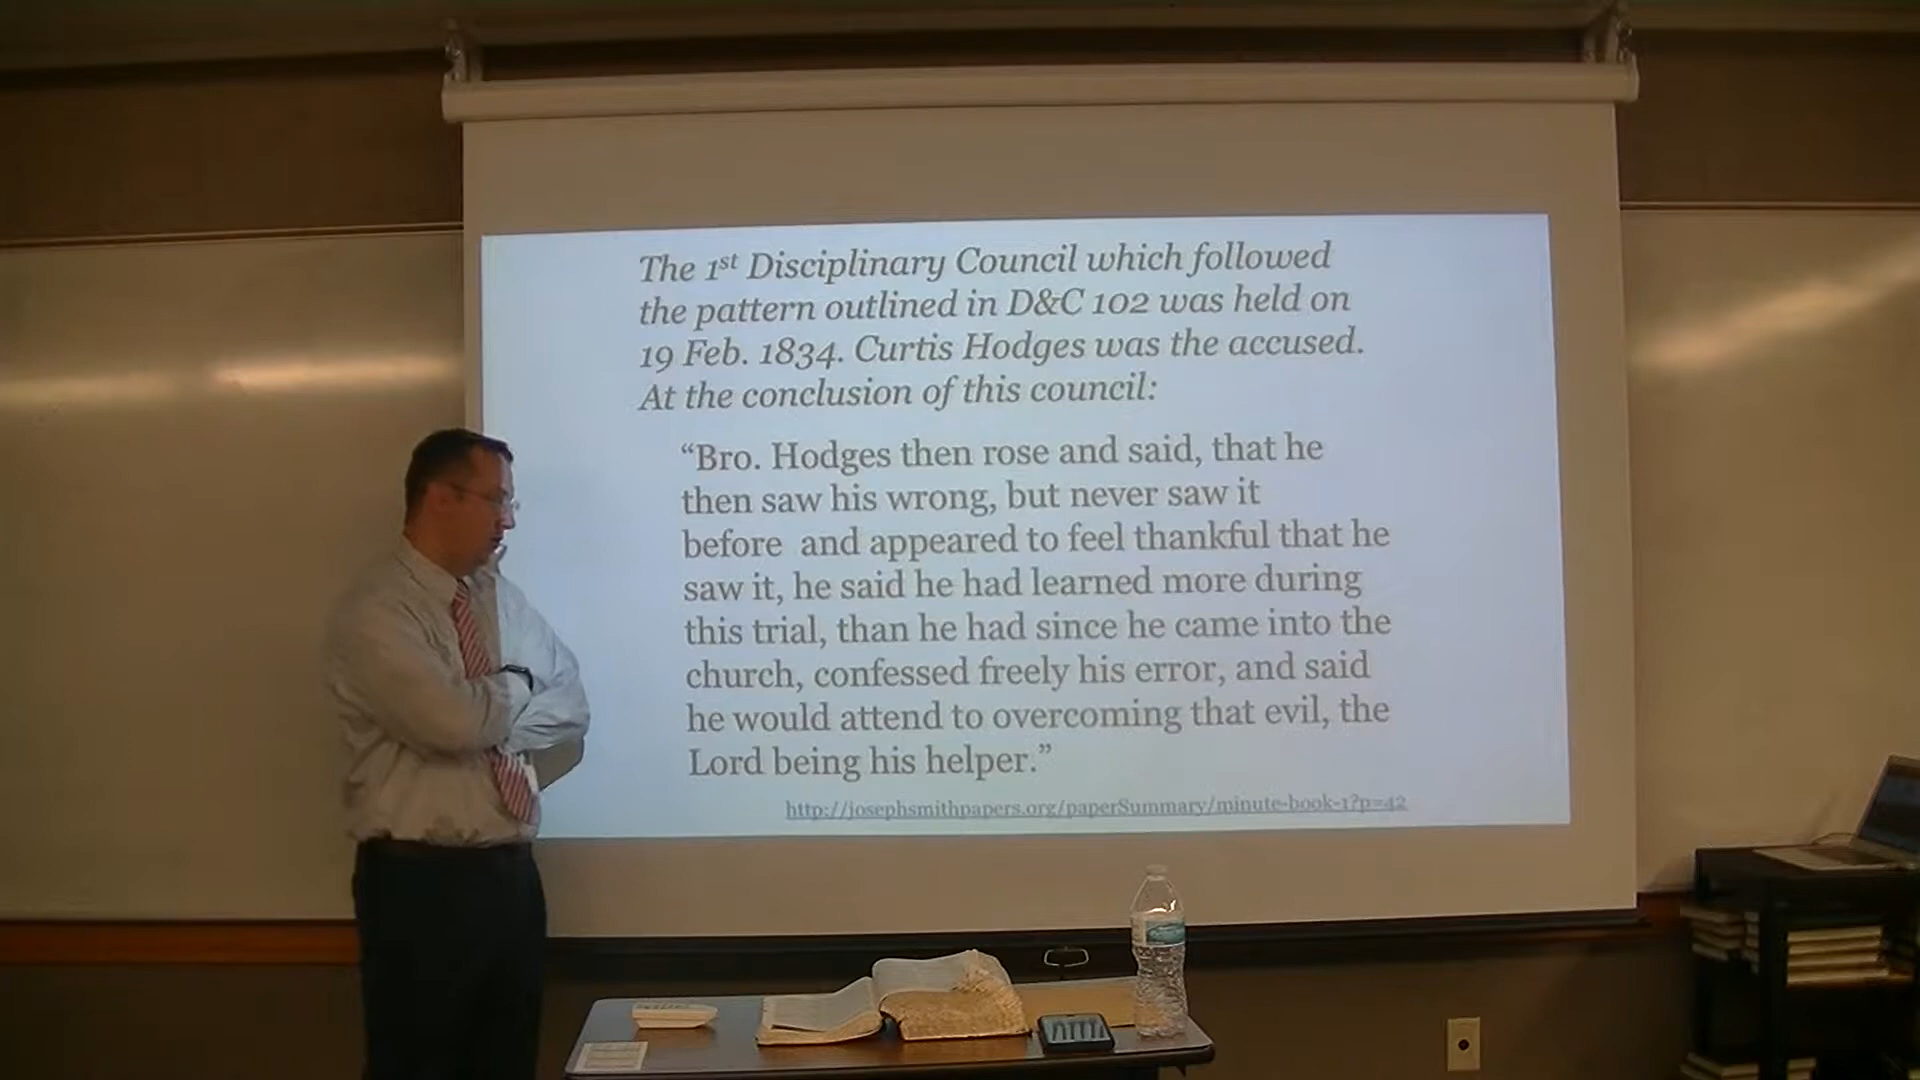 The 1st Disciplinary Council which followed
the pattern outlined in D&C 102 was held on
19 Feb. 1834. Curtis Hodges was the accused.
At the conclusion of this council:
“Bro. Hodges then rose and said, that he
then saw his wrong, but never saw it
before  and appeared to feel thankful that he
saw it, he said he had learned more during
this trial, than he had since he came into the
church, confessed freely his error, and said
he would attend to overcoming that evil, the
Lord being his helper.”
http://josephsmithpapers.org/paperSummary/minute-book-1?p=42